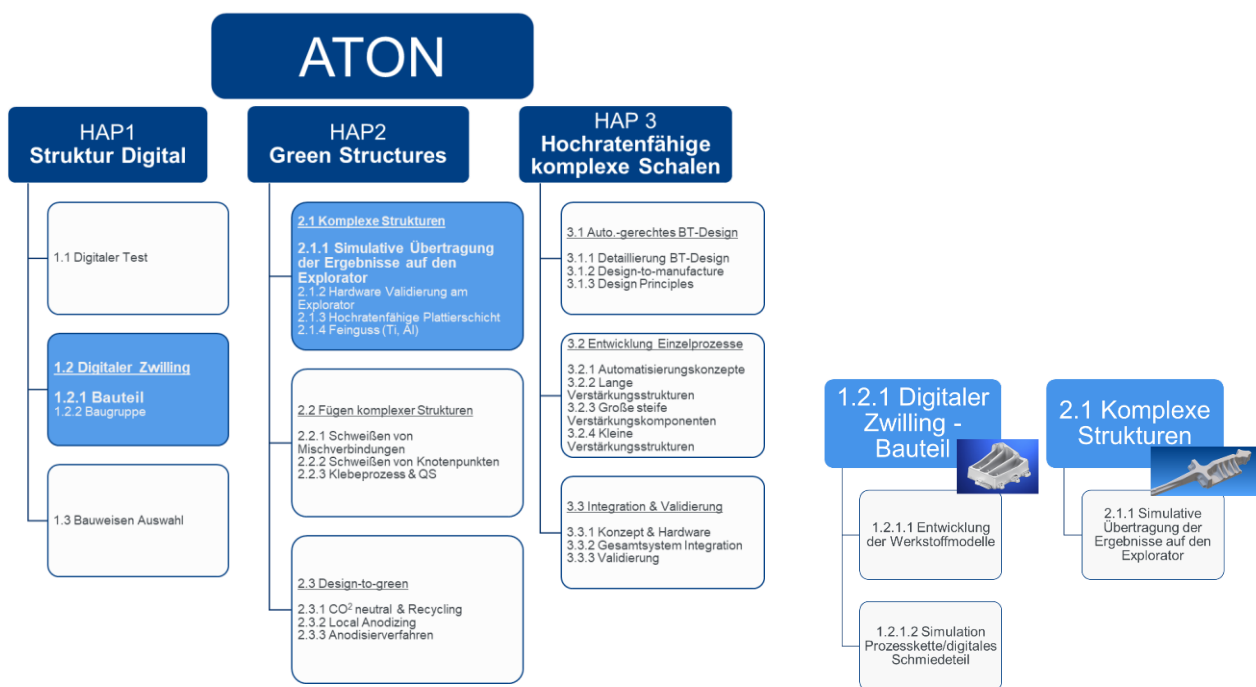 ATON
HAP1
Struktur Digital
1.1 Digitaler Test
1.2 Digitaler Zwilling
1.2.1 Bauteil
1.2.2 Baugruppe
1.3 Bauweisen Auswahl
HAP2
Green Structures
2.1 Komplexe Strukturen
2.1.1 Simulative Übertragung
der Ergebnisse auf den
Explorator
2.1.2 Hardware Validierung am
Explorator
2.1.3 Hochratenfähige Plattierschicht
2.1.4 Feinguss (Ti, Al)
2.2 Fügen komplexer Strukturen
2.2.1 Schweißen von
Mischverbindungen
2.2.2 Schweißen von Knotenpunkten
2.2.3 Klebeprozess & QS
2.3 Design-to-green
2.3.1 CO² neutral & Recycling
2.3.2 Local Anodizing
2.3.3 Anodisierverfahren
HAP 3
Hochratenfähige
komplexe Schalen
3.1 Auto.-gerechtes BT-Design
3.1.1 Detaillierung BT-Design
3.1.2 Design-to-manufacture
3.1.3 Design Principles
3.2 Entwicklung Einzelprozesse
3.2.1 Automatisierungskonzepte
3.2.2 Lange
Verstärkungsstrukturen
3.2.3 Große steife
Verstärkungskomponenten
3.2.4 Kleine
Verstärkungsstrukturen
3.3 Integration & Validierung
3.3.1 Konzept & Hardware
3.3.2 Gesamtsystem Integration
3.3.3 Validierung
1.2.1 Digitaler
Zwilling -
Bauteil
1.2.1.1 Entwicklung
der Werkstoffmodelle
1.2.1.2 Simulation
Prozesskette/digitales
Schmiedeteil
2.1 Komplexe
Strukturen
2.1.1 Simulative
Übertragung der
Ergebnisse auf den
Explorator